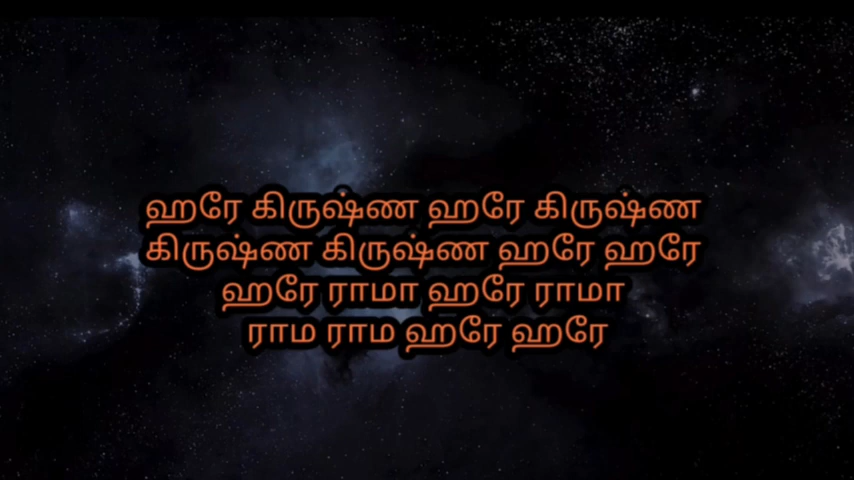 ஹரே கிருஷ்ண ஹரே கிருஷ்ண
கிருஷ்ண கிருஷ்ண ஹரே ஹரே
ஹரே ராமா ஹரே ராமா
ராம ராம ஹரே ஹரே